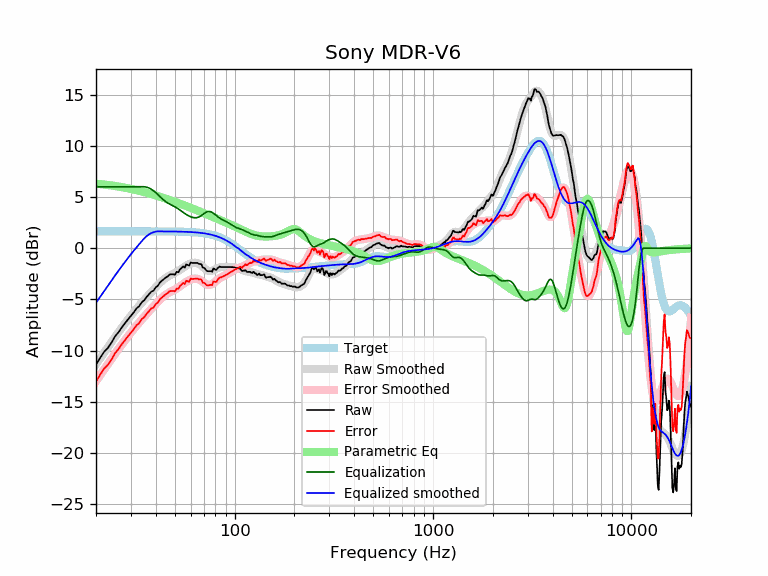 Sony MDR-V6
15
10
5
0
−5
−10
−15
−20
−25
Amplitude (dBr)
Target
Raw Smoothed
Error Smoothed
Raw
Error
Parametric Eq
Equalization
Equalized smoothed
100
1000
10000
Frequency (Hz)